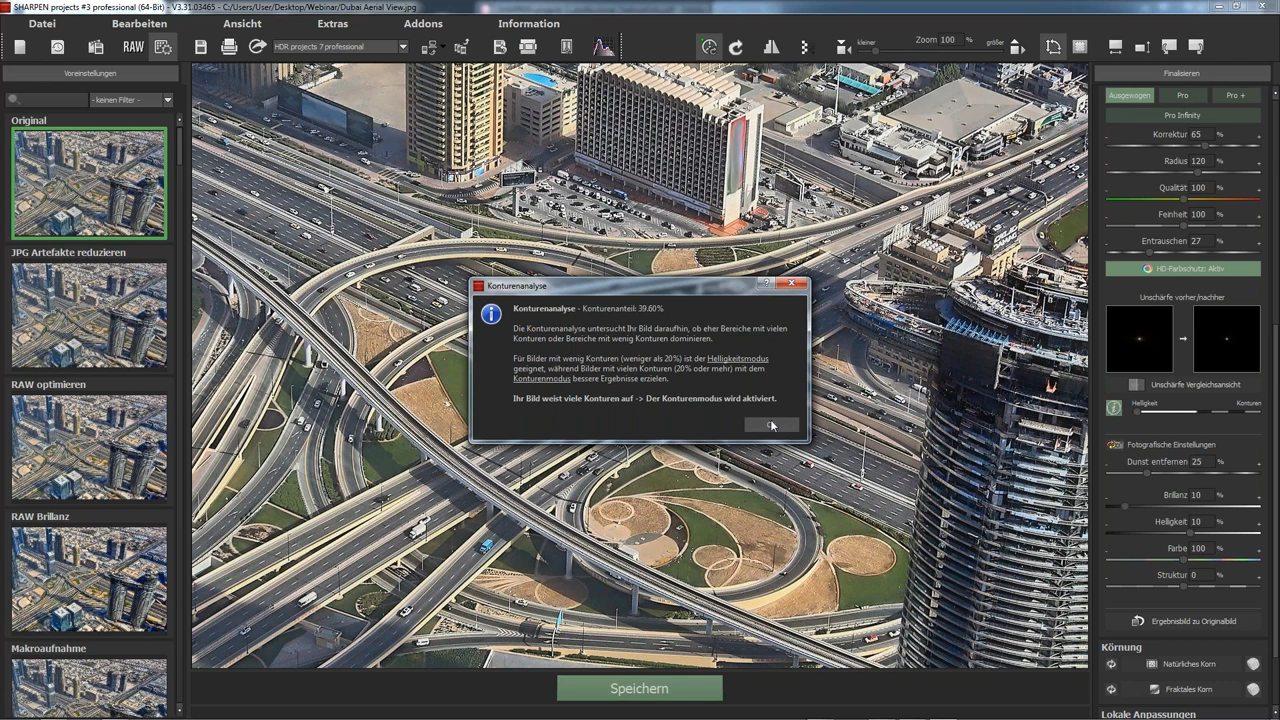 SHARPEN projects #3 professional (64-Bit) - V3.31.03465 - C:/Users/User/Desktop/Webinar/Dubai Aerial View.jpg
Datei Bearbeiten Ansicht Extras Addons Information
RAW HDR projects 7 professional kleiner Zoom 100 % größer
Voreinstellungen
- keinen Filter -
Original
JPG Artefakte reduzieren
RAW optimieren
RAW Brillanz
Makroaufnahme
Konturenanalyse
Konturenanalyse - Konturenanteil: 39.60%
Die Konturenanalyse untersucht Ihr Bild daraufhin, ob eher Bereiche mit vielen
Konturen oder Bereiche mit wenig Konturen dominieren.
Für Bilder mit wenig Konturen (weniger als 20%) ist der Helligkeitsmodus
geeignet, während Bilder mit vielen Konturen (20% oder mehr) mit dem
Konturenmodus bessere Ergebnisse erzielen.
Ihr Bild weist viele Konturen auf -> Der Konturenmodus wird aktiviert.
Speichern
Finalisieren
Ausgewogen Pro Pro +
Pro Infinity
Korrektur 65 %
Radius 120 %
Qualität 100 %
Feinheit 100 %
Entrauschen 27 %
HD-Farbschutz: Aktiv
Unschärfe vorher/nachher
Unschärfe Vergleichsansicht
Helligkeit Konturen
Fotografische Einstellungen
Dunst entfernen 25 %
Brillanz 10 %
Helligkeit 10 %
Farbe 100 %
Struktur 0 %
Ergebnisbild zu Originalbild
Körnung
Natürliches Korn
Fraktales Korn
Lokale Anpassungen